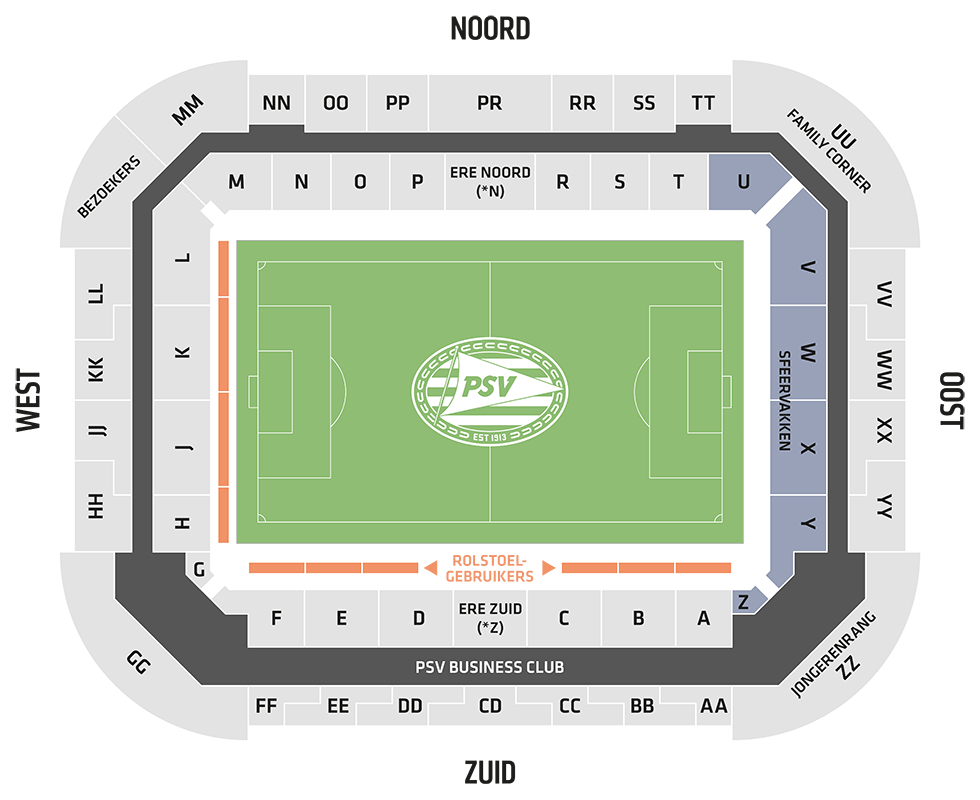 NOORD
NN OO PP PR RR SS TT
MM
UU
FAMILY CORNER
BEZOEKERS
M N O P ERE NOORD R S T U
(*N)
LL L V VV
KK K W WW
SFEERVAKKEN
WEST
OOST
PSV
EST 1913
JJ J X XX
HH H Y YY
G
ROLSTOEL-
GEBRUIKERS
Z
F E D ERE ZUID C B A
(*Z)
GG
JONGERENRANG
ZZ
PSV BUSINESS CLUB
FF EE DD CD CC BB AA
ZUID